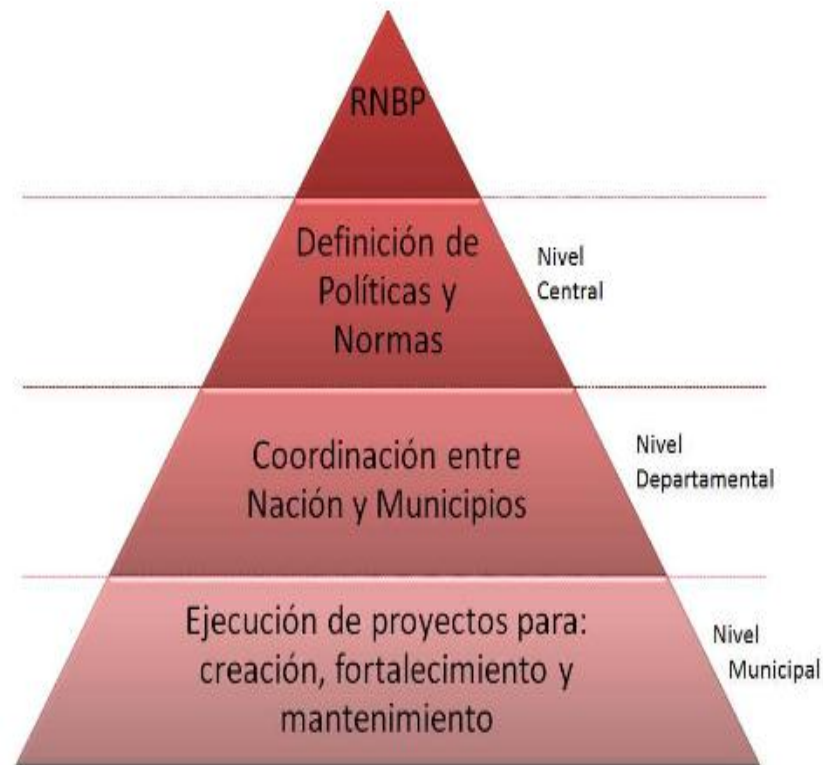 RNBP
Definición de
Políticas y
Normas
Nivel
Central
Coordinación entre
Nación y Municipios
Nivel
Departamental
Ejecución de proyectos para:
creación, fortalecimiento y
mantenimiento
Nivel
Municipal